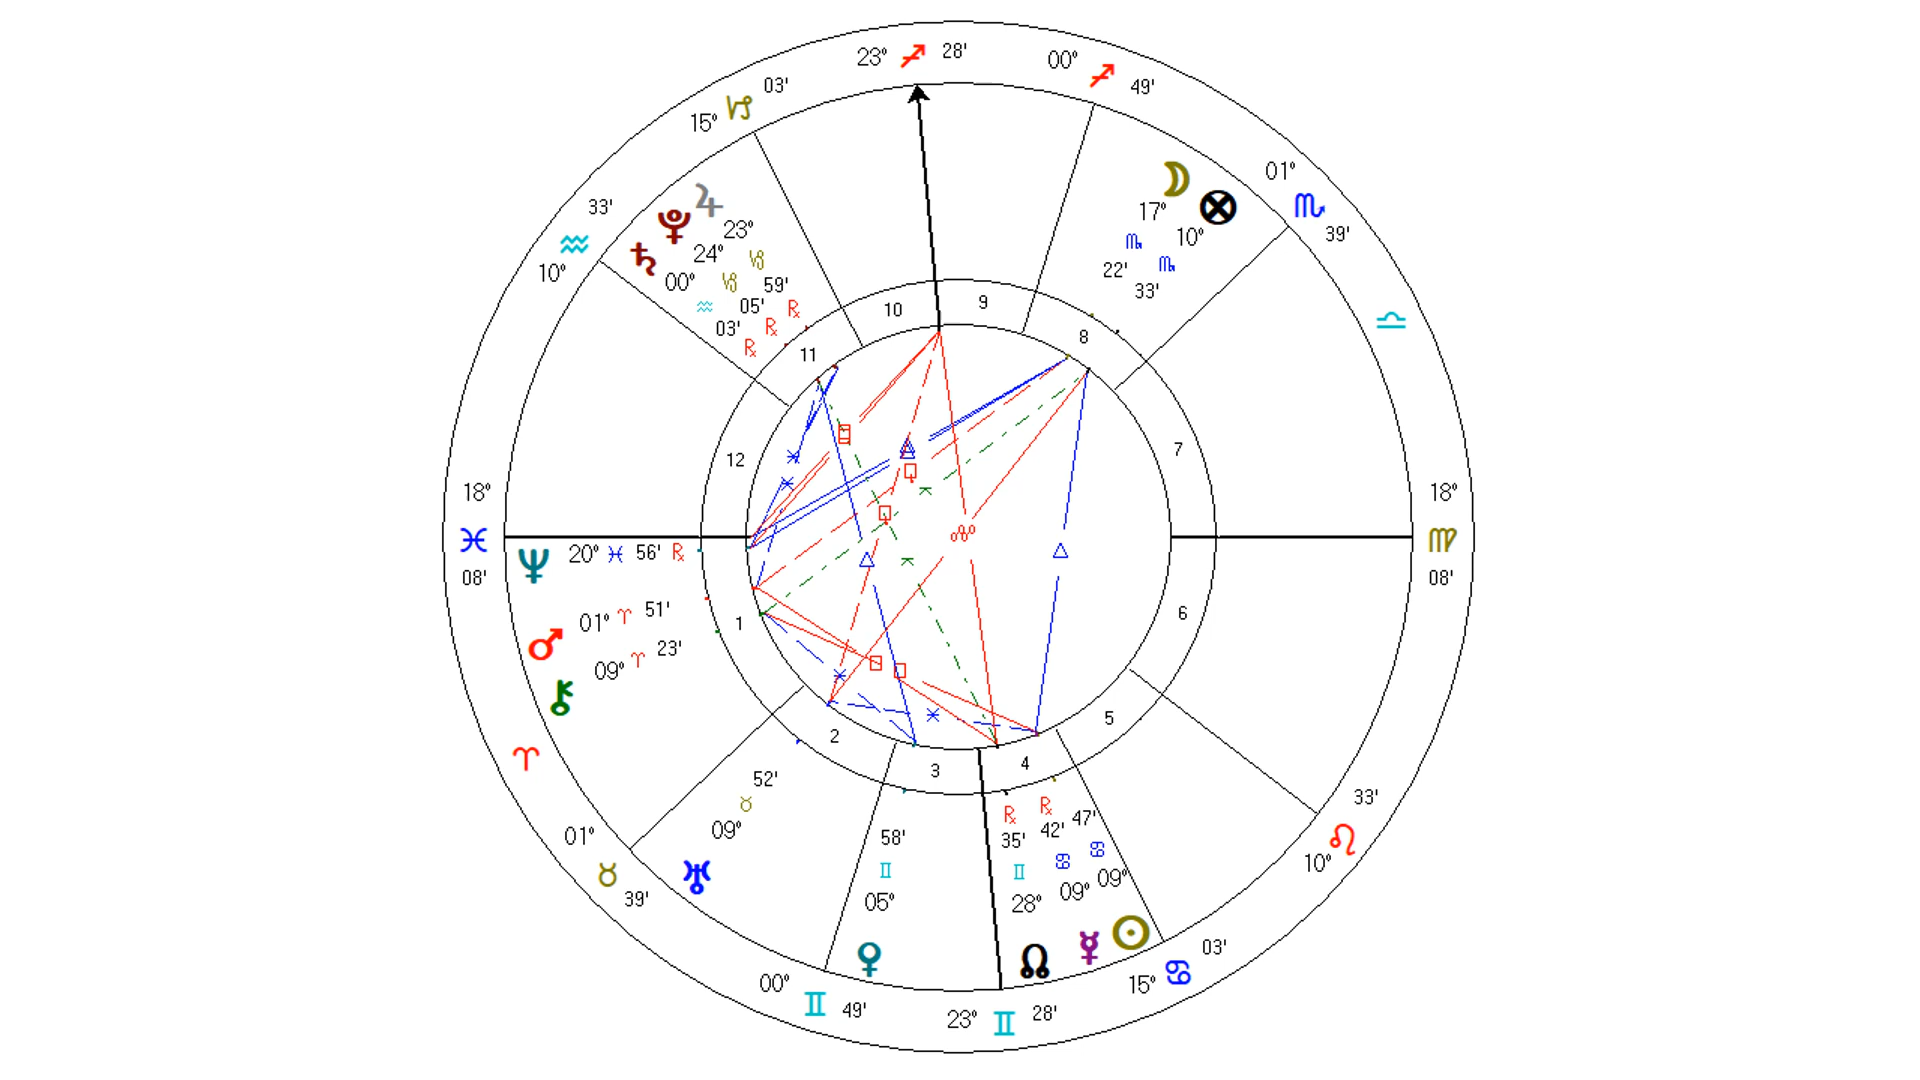 23° ♐ 28'
00° ♐ 49'
15° ♑ 03'
01° ♏ 39'
10° ♒ 33'
♎
18° ♓ 08'
18° ♍ 08'
♈
01° ♉ 39'
00° ♊ 49'
23° ♊ 28'
15° ♋ 03'
10° ♌ 33'
♃ 23° ♑ 59' ℞
♇ 24° ♑ 05' ℞
♄ 00° ♒ 03' ℞
☽ 17° ♏ 22'
⊗ 10° ♏ 33'
♆ 20° ♓ 56' ℞
♂ 01° ♈ 51'
⚷ 09° ♈ 23'
♅ 09° ♉ 52'
♀ 05° ♊ 58'
☊ 28° ♊ 35' ℞
☿ 09° ♋ 42' ℞
☉ 09° ♋ 47'
1
2
3
4
5
6
7
8
9
10
11
12